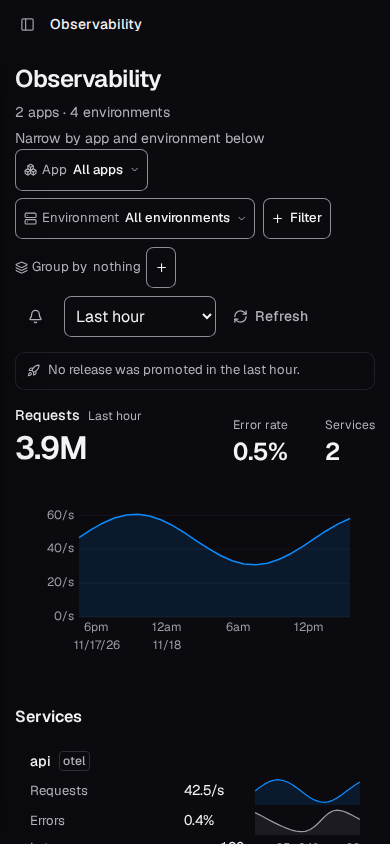 Observability
Observability
2 apps · 4 environments
Narrow by app and environment below
App All apps
Environment All environments
+ Filter
Group by nothing +
Last hour
Refresh
No release was promoted in the last hour.
Requests Last hour
3.9M
Error rate
0.5%
Services
2
60/s
40/s
20/s
0/s
6pm 12am 6am 12pm
11/17/26 11/18
Services
api otel
Requests 42.5/s
Errors 0.4%